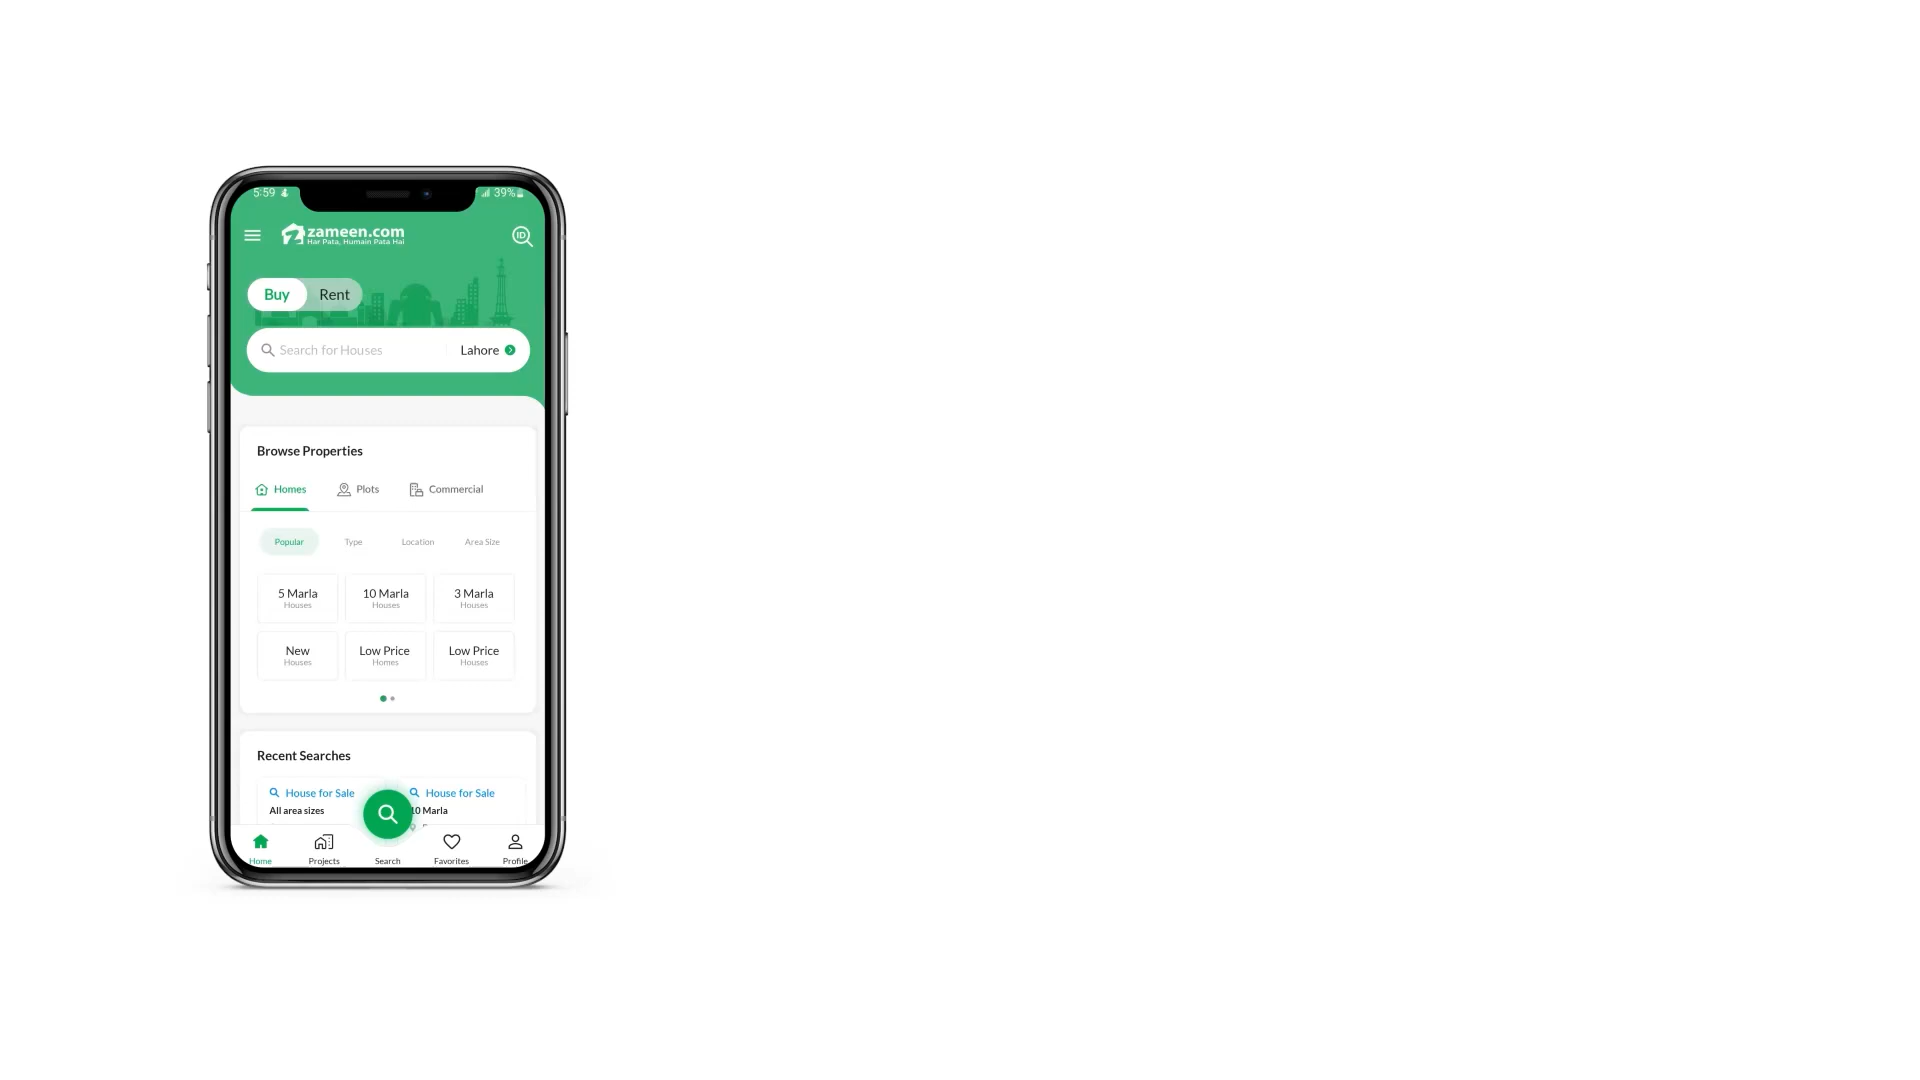 5:59
39%
zameen.com
Har Pata, Humain Pata Hai
ID
Buy Rent
Search for Houses Lahore
Browse Properties
Homes Plots Commercial
Popular Type Location Area Size
5 Marla 10 Marla 3 Marla
Houses Houses Houses
New Low Price Low Price
Houses Homes Houses
Recent Searches
House for Sale House for Sale
All area sizes 10 Marla
Home Projects Search Favorites Profile